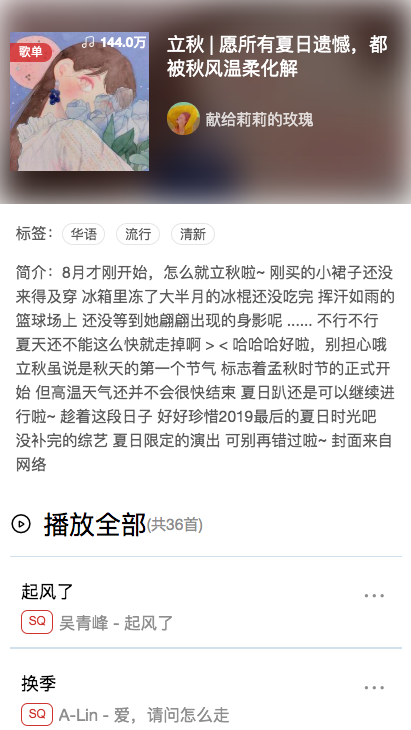 144.0万
歌单
立秋 | 愿所有夏日遗憾，都
被秋风温柔化解
献给莉莉的玫瑰
标签： 华语 流行 清新
简介：8月才刚开始，怎么就立秋啦~ 刚买的小裙子还没
来得及穿 冰箱里冻了大半月的冰棍还没吃完 挥汗如雨的
篮球场上 还没等到她翩翩出现的身影呢 ...... 不行不行
夏天还不能这么快就走掉啊 > < 哈哈哈好啦，别担心哦
立秋虽说是秋天的第一个节气 标志着孟秋时节的正式开
始 但高温天气还并不会很快结束 夏日趴还是可以继续进
行啦~ 趁着这段日子 好好珍惜2019最后的夏日时光吧
没补完的综艺 夏日限定的演出 可别再错过啦~ 封面来自
网络
播放全部(共36首)
起风了
SQ 吴青峰 - 起风了
换季
SQ A-Lin - 爱，请问怎么走